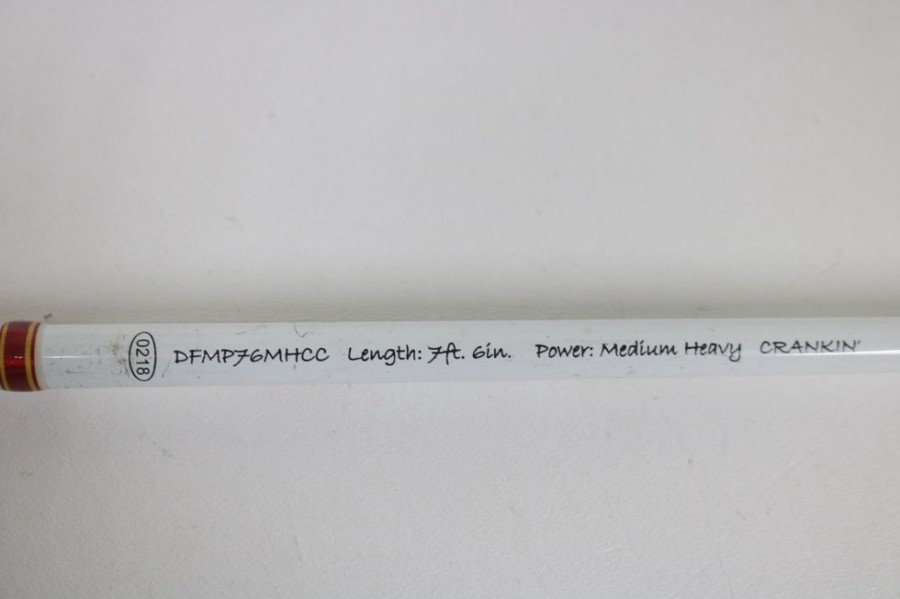 0218 DFMP76MHCC Length: 7ft. 6in. Power: Medium Heavy CRANKIN'